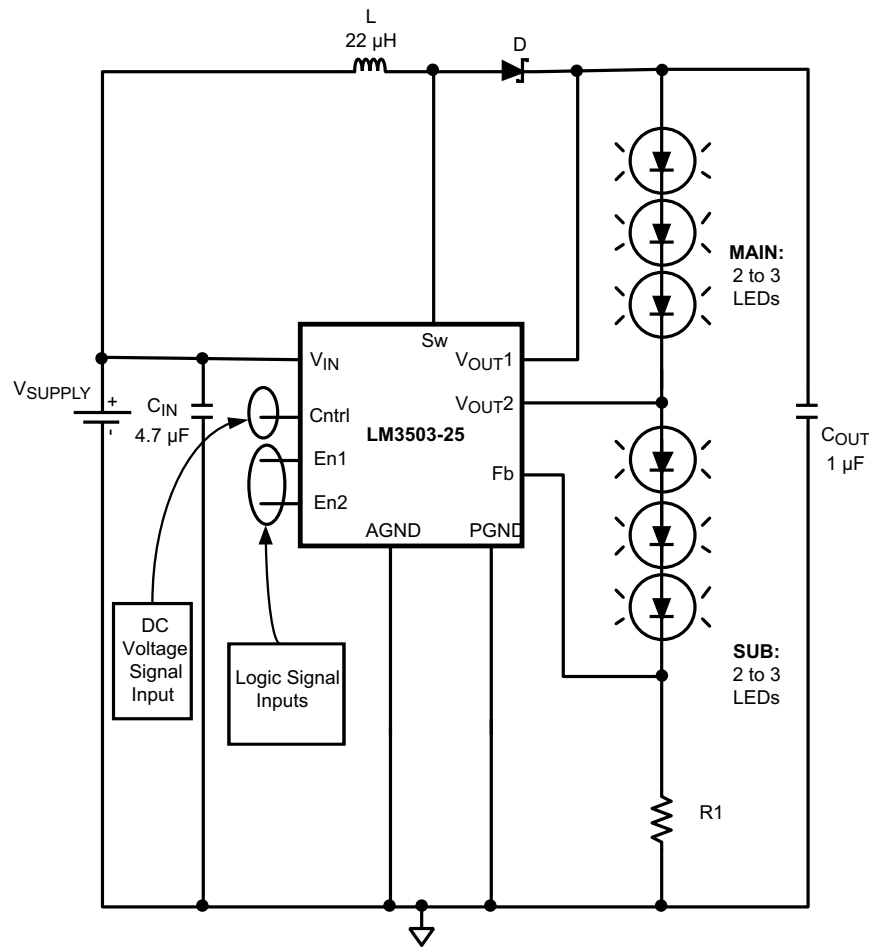 L
22 µH
D
MAIN:
2 to 3
LEDs
Sw
VIN
VOUT1
VSUPPLY
+
-
CIN
4.7 µF
Cntrl
VOUT2
LM3503-25
COUT
1 µF
En1
Fb
En2
AGND
PGND
DC
Voltage
Signal
Input
Logic Signal
Inputs
SUB:
2 to 3
LEDs
R1